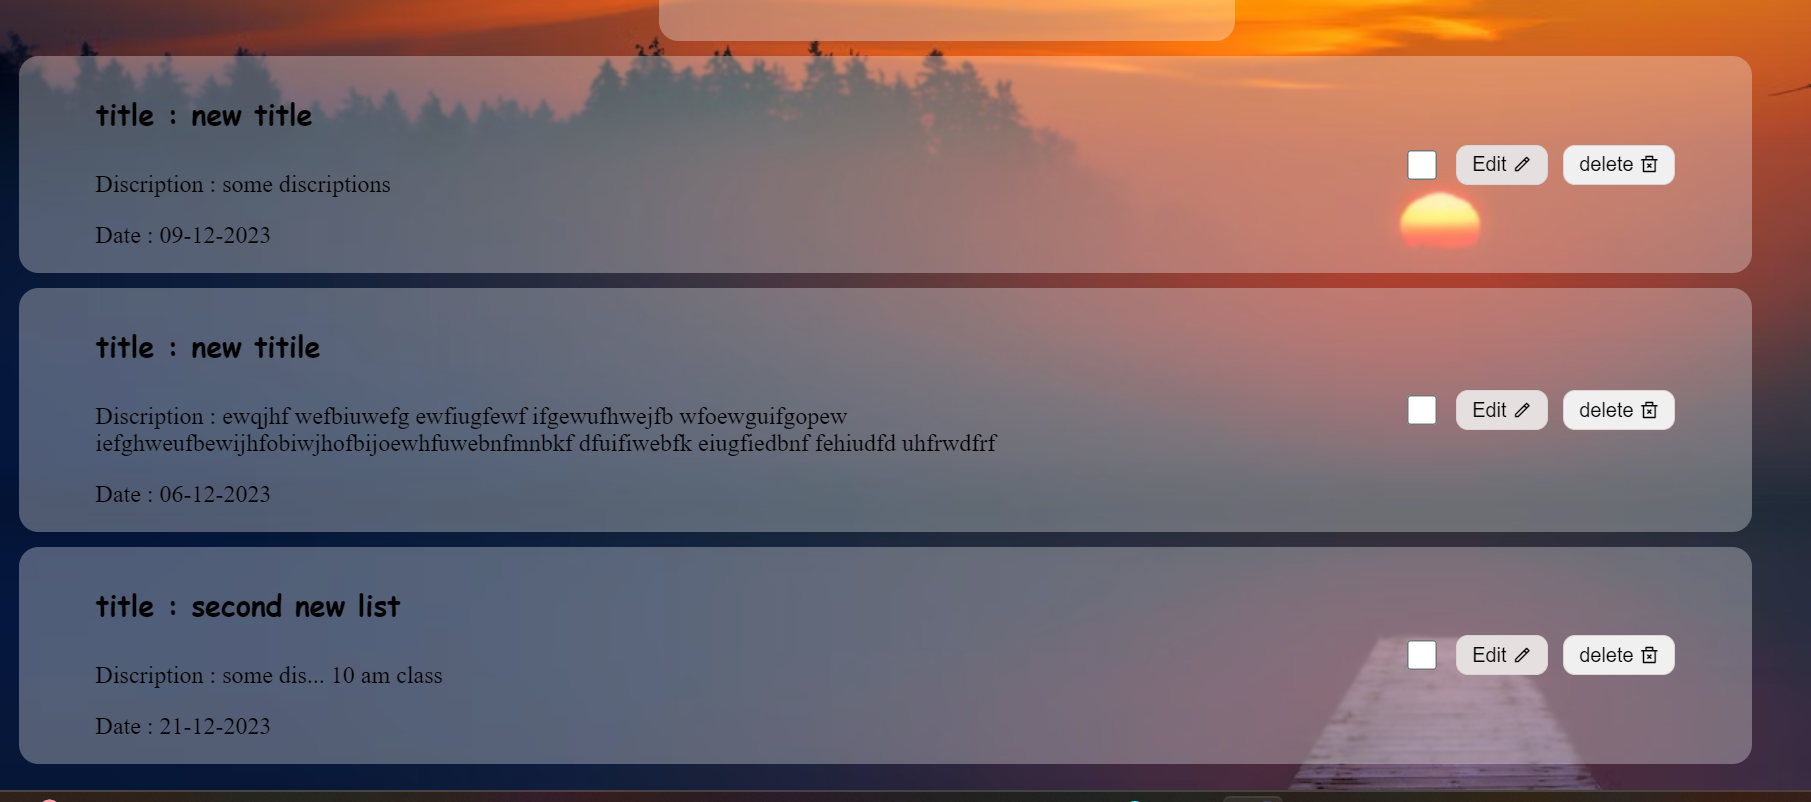 title : new title
Discription : some discriptions
Date : 09-12-2023
Edit
delete
title : new titile
Discription : ewqjhf wefbiuwefg ewfiugfewf ifgewufhwejfb wfoewguifgopew
iefghweufbewijhfobiwjhofbijoewhfuwebnfmnbkf dfuifiwebfk eiugfiedbnf fehiudfd uhfrwdfrf
Date : 06-12-2023
Edit
delete
title : second new list
Discription : some dis... 10 am class
Date : 21-12-2023
Edit
delete